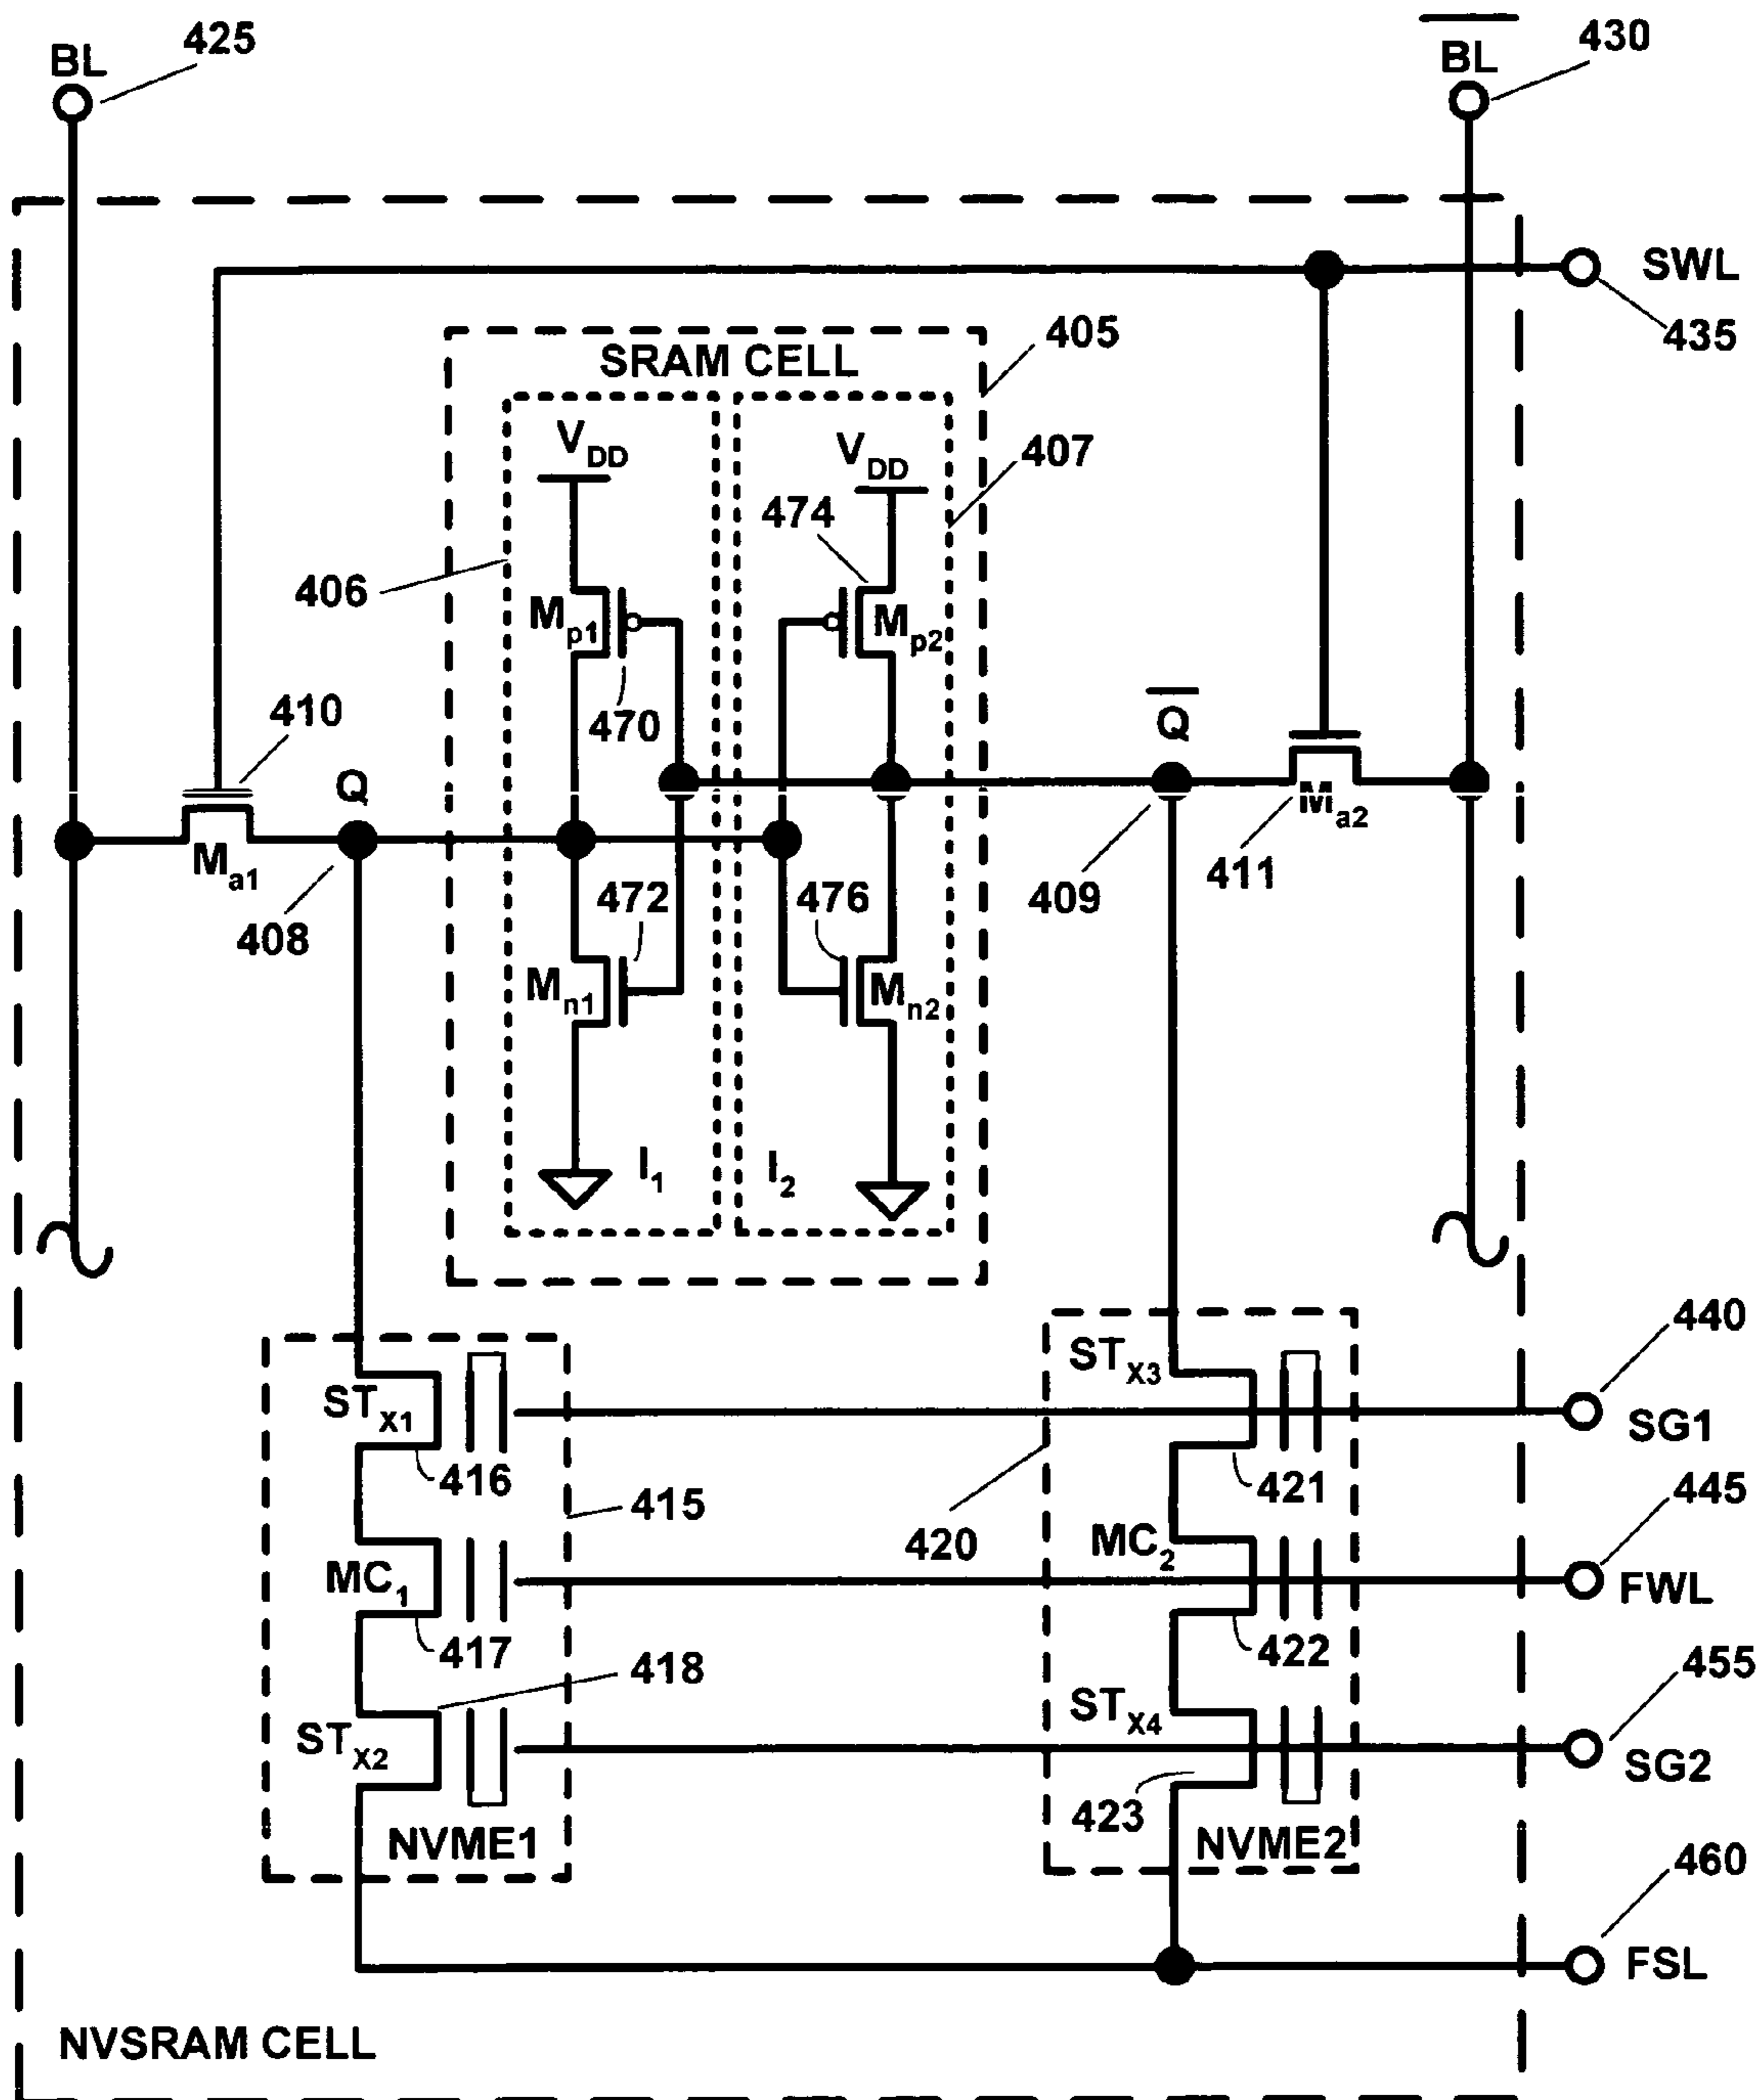 BL
425
BL
430
SWL
435
SRAM CELL
405
VDD
VDD
407
474
406
Mp1
Mp2
470
410
Q
Q
Ma1
Ma2
411
408
409
472
476
Mn1
Mn2
I1
I2
440
STX1
STX3
SG1
416
421
415
420
445
MC1
MC2
FWL
417
422
418
455
STX2
STX4
SG2
423
NVME1
NVME2
460
FSL
NVSRAM CELL